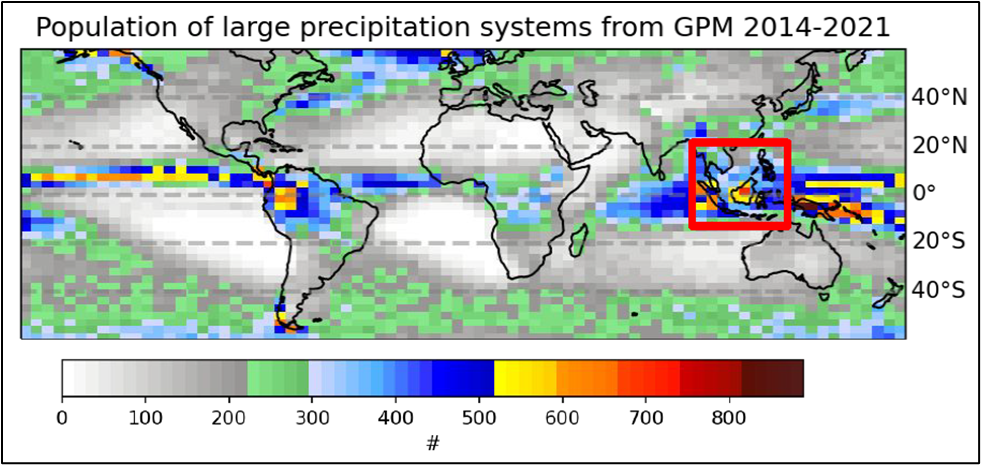 Population of large precipitation systems from GPM 2014-2021
40°N
20°N
0°
20°S
40°S
0 100 200 300 400 500 600 700 800
#